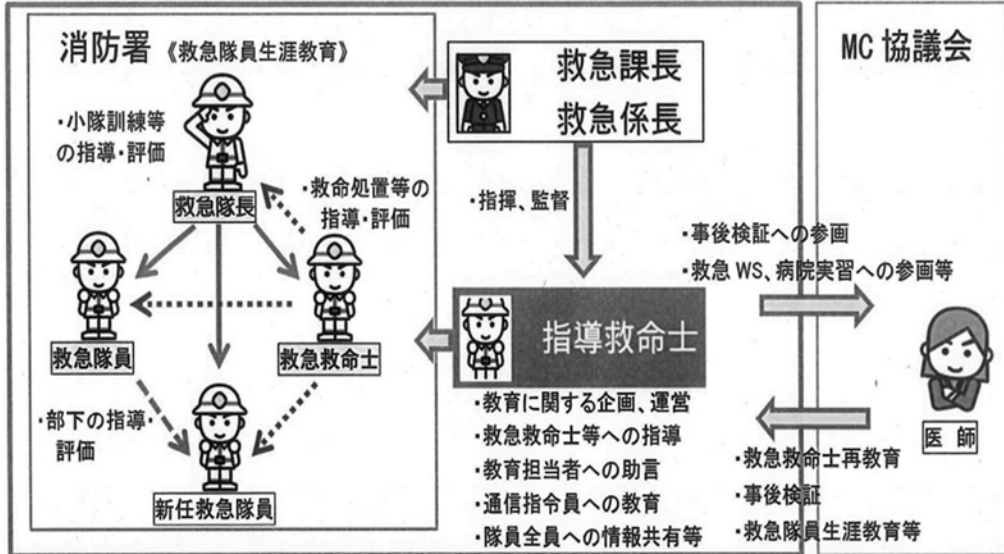 消防署 《救急隊員生涯教育》
・小隊訓練等
の指導・評価
救急隊長
・救命処置等の
指導・評価
救急隊員
救急救命士
・部下の指導・
評価
新任救急隊員
救急課長
救急係長
・指揮、監督
指導救命士
・教育に関する企画、運営
・救急救命士等への指導
・教育担当者への助言
・通信指令員への教育
・隊員全員への情報共有等
MC 協議会
・事後検証への参画
・救急 WS、病院実習への参画等
医師
・救急救命士再教育
・事後検証
・救急隊員生涯教育等